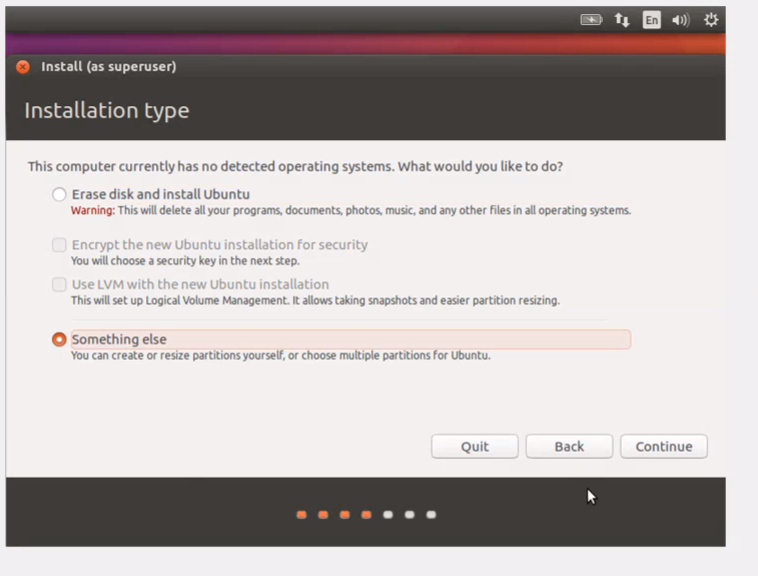 En
Install (as superuser)
Installation type
This computer currently has no detected operating systems. What would you like to do?
Erase disk and install Ubuntu
Warning: This will delete all your programs, documents, photos, music, and any other files in all operating systems.
Encrypt the new Ubuntu installation for security
You will choose a security key in the next step.
Use LVM with the new Ubuntu installation
This will set up Logical Volume Management. It allows taking snapshots and easier partition resizing.
Something else
You can create or resize partitions yourself, or choose multiple partitions for Ubuntu.
Quit Back Continue